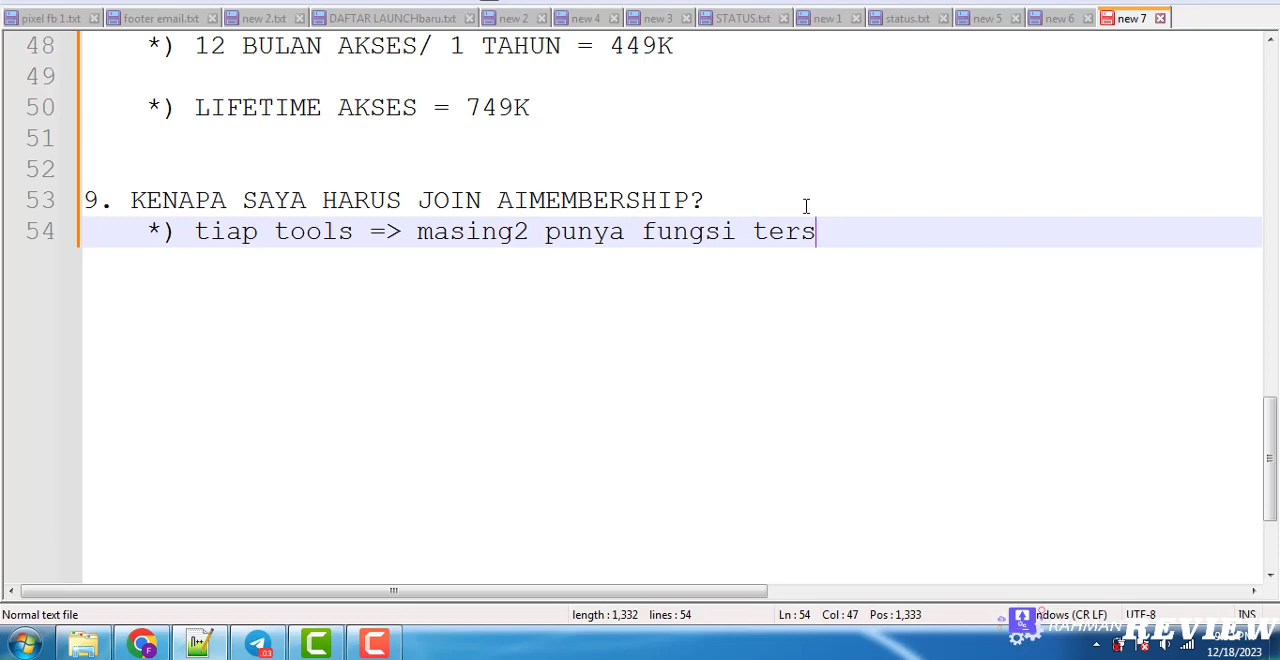 pixel fb 1.txt footer email.txt new 2.txt DAFTAR LAUNCHbaru.txt new 2 new 4 new 3 STATUS.txt new 1 status.txt new 5 new 6 new 7
48 *) 12 BULAN AKSES/ 1 TAHUN = 449K
49
50 *) LIFETIME AKSES = 749K
51
52
53 9. KENAPA SAYA HARUS JOIN AIMEMBERSHIP?
54 *) tiap tools => masing2 punya fungsi ters
Normal text file length : 1,332 lines : 54 Ln : 54 Col : 47 Pos : 1,333 (CR LF) UTF-8 INS
REVIEW
12/18/2023